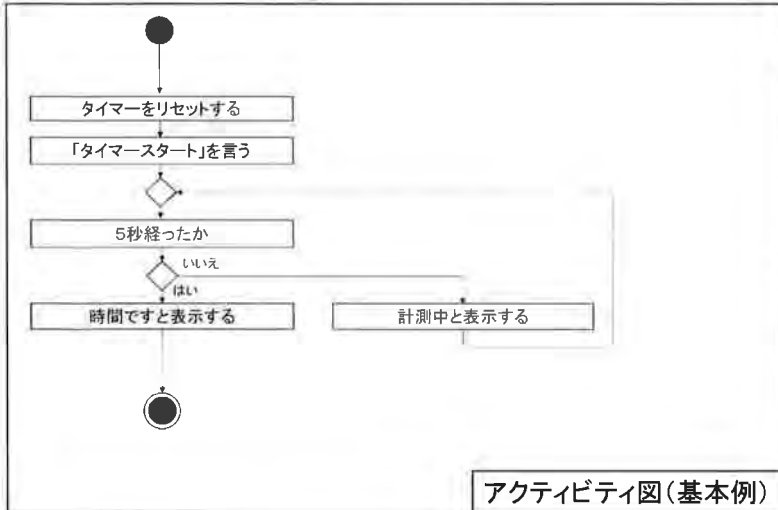 タイマーをリセットする
「タイマースタート」を言う
5秒経ったか
いいえ
はい
時間ですと表示する
計測中と表示する
アクティビティ図(基本例)